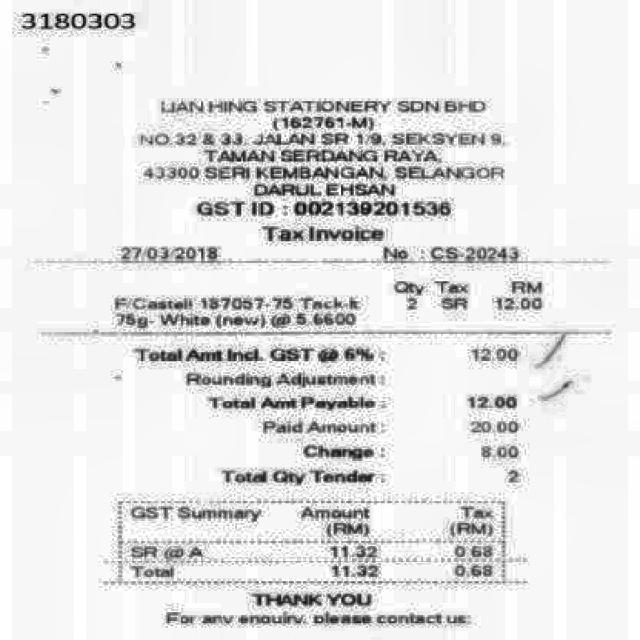 3180303
LIAN HING STATIONERY SDN BHD
(162761-M)
NO.32 & 33, JALAN SR 1/9, SEKSYEN 9,
TAMAN SERDANG RAYA,
43300 SERI KEMBANGAN, SELANGOR
DARUL EHSAN
GST ID : 002139201536
Tax Invoice
27/03/2018 No : CS-20243
Qty Tax RM
F/Castell 187057-75 Tack-It 2 SR 12.00
75g- White (new) @ 5.6600
Total Amt Incl. GST @ 6% : 12.00
Rounding Adjustment :
Total Amt Payable : 12.00
Paid Amount : 20.00
Change : 8.00
Total Qty Tender : 2
GST Summary Amount Tax
(RM) (RM)
SR @ A 11.32 0.68
Total 11.32 0.68
THANK YOU
For any enquiry, please contact us: